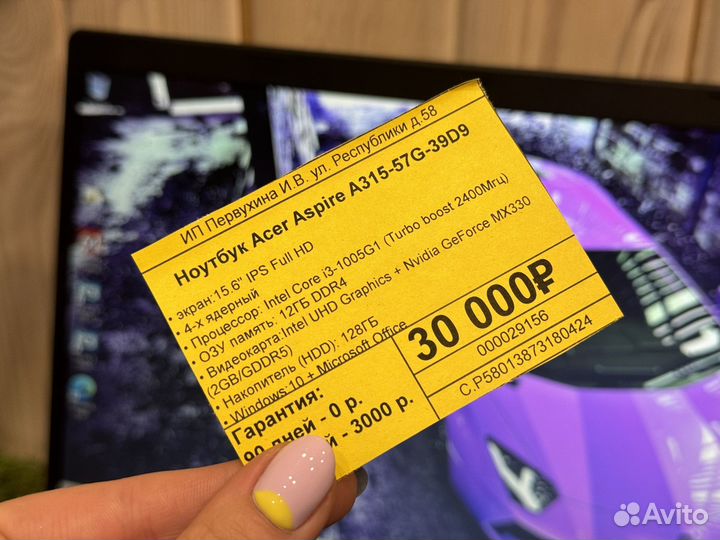 ИП Первухина И.В. ул. Республики д.58
Ноутбук Acer Aspire A315-57G-39D9
• экран:15.6" IPS Full HD
• 4-х ядерный
• Процессор: Intel Core i3-1005G1 (Turbo boost 2400Мгц)
• ОЗУ память: 12ГБ DDR4
• Видеокарта:Intel UHD Graphics + Nvidia GeForce MX330
(2GB/GDDR5)
• Накопитель (HDD): 128ГБ
• Windows 10 + Microsoft Office
30 000₽
000029156
С.Р58013873180424
Гарантия:
90 дней - 0 р.
- 3000 р.
Avito